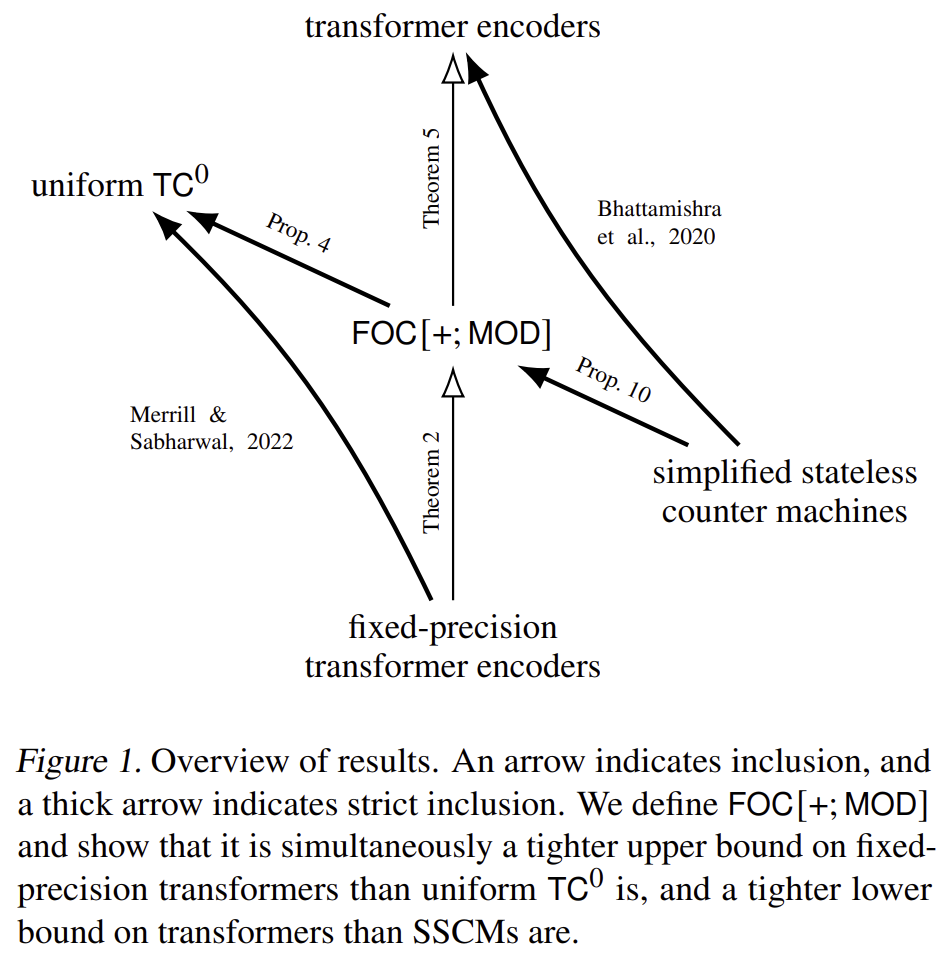 transformer encoders
uniform TC⁰
Theorem 5
Bhattamishra
et al., 2020
Prop. 4
FOC[+; MOD]
Prop. 10
Merrill &
Sabharwal, 2022
Theorem 2
simplified stateless
counter machines
fixed-precision
transformer encoders
Figure 1. Overview of results. An arrow indicates inclusion, and
a thick arrow indicates strict inclusion. We define FOC[+; MOD]
and show that it is simultaneously a tighter upper bound on fixed-
precision transformers than uniform TC⁰ is, and a tighter lower
bound on transformers than SSCMs are.